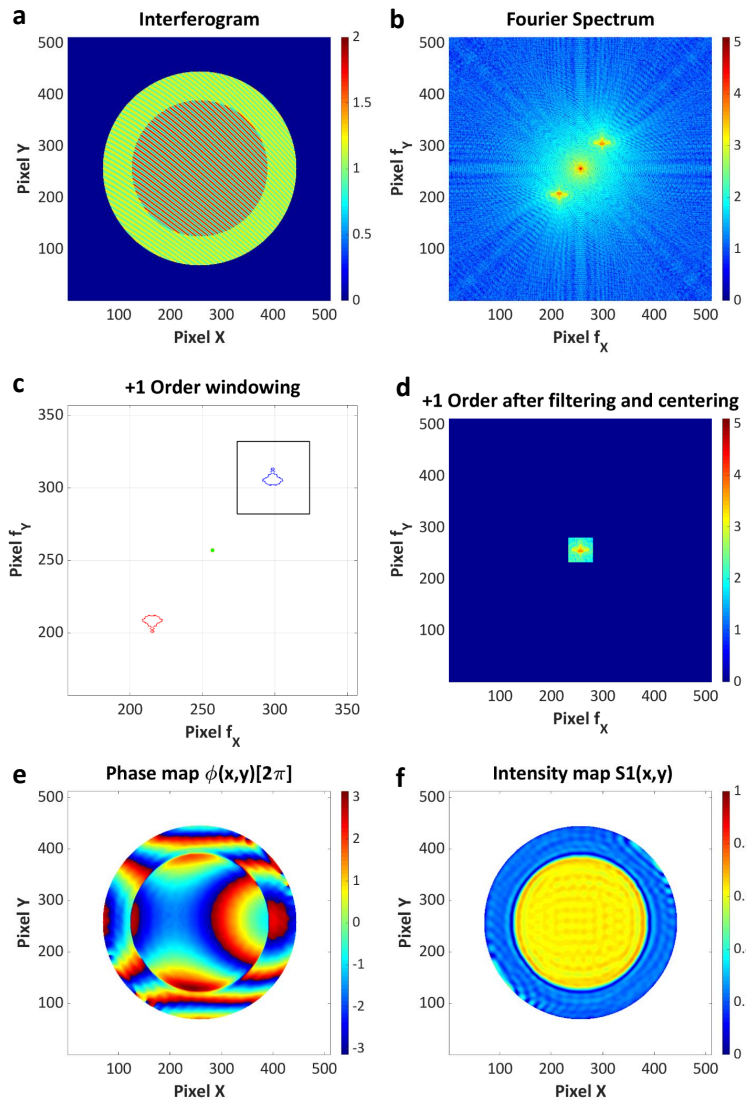 a
Interferogram
2
1.5
1
0.5
0
500
400
300
200
100
Pixel Y
100 200 300 400 500
Pixel X
b
Fourier Spectrum
5
4
3
2
1
0
500
400
300
200
100
Pixel fY
100 200 300 400 500
Pixel fX
c
+1 Order windowing
350
300
250
200
Pixel fY
200 250 300 350
Pixel fX
d
+1 Order after filtering and centering
5
4
3
2
1
0
500
400
300
200
100
Pixel fY
100 200 300 400 500
Pixel fX
e
Phase map ϕ(x,y)[2π]
3
2
1
0
-1
-2
-3
500
400
300
200
100
Pixel Y
100 200 300 400 500
Pixel X
f
Intensity map S1(x,y)
1
0.
0.
0.
0.
0
500
400
300
200
100
Pixel Y
100 200 300 400 500
Pixel X